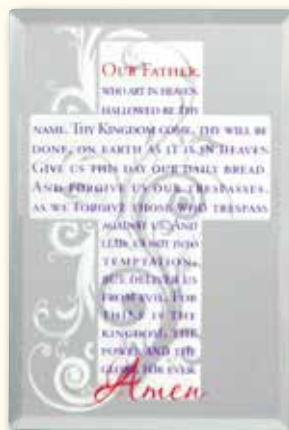 OUR FATHER,
WHO ART IN HEAVEN
HALLOWED BE THY
NAME. THY KINGDOM COME, THY WILL BE
DONE, ON EARTH AS IT IS IN HEAVEN
GIVE US THIS DAY OUR DAILY BREAD
AND FORGIVE US OUR TRESPASSES,
AS WE FORGIVE THOSE WHO TRESPASS
AGAINST US, AND
LEAD US NOT INTO
TEMPTATION,
BUT DELIVER US
FROM EVIL. FOR
THINE IS THE
KINGDOM, THE
POWER AND THE
GLORY, FOR EVER.
Amen